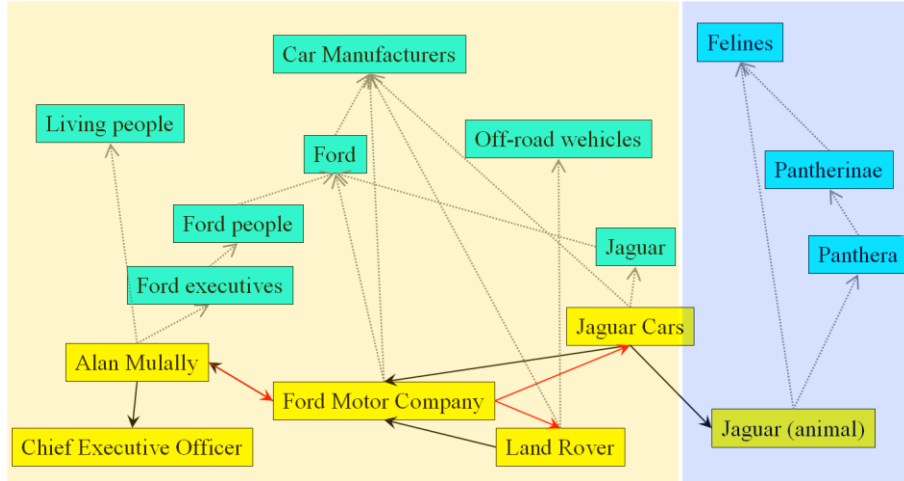 Car Manufacturers
Felines
Living people
Ford
Off-road wehicles
Pantherinae
Ford people
Jaguar
Panthera
Ford executives
Jaguar Cars
Alan Mulally
Ford Motor Company
Jaguar (animal)
Chief Executive Officer
Land Rover